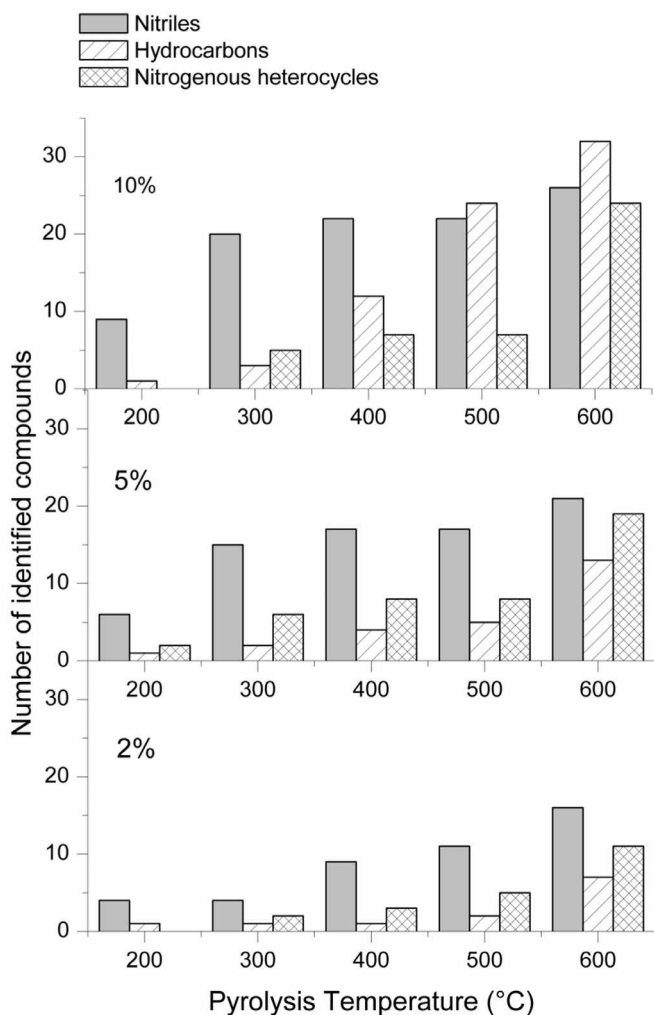 Nitriles
Hydrocarbons
Nitrogenous heterocycles
30
10%
20
10
0
200 300 400 500 600
30
5%
20
10
0
200 300 400 500 600
30
2%
20
10
0
200 300 400 500 600
Number of identified compounds
Pyrolysis Temperature (°C)